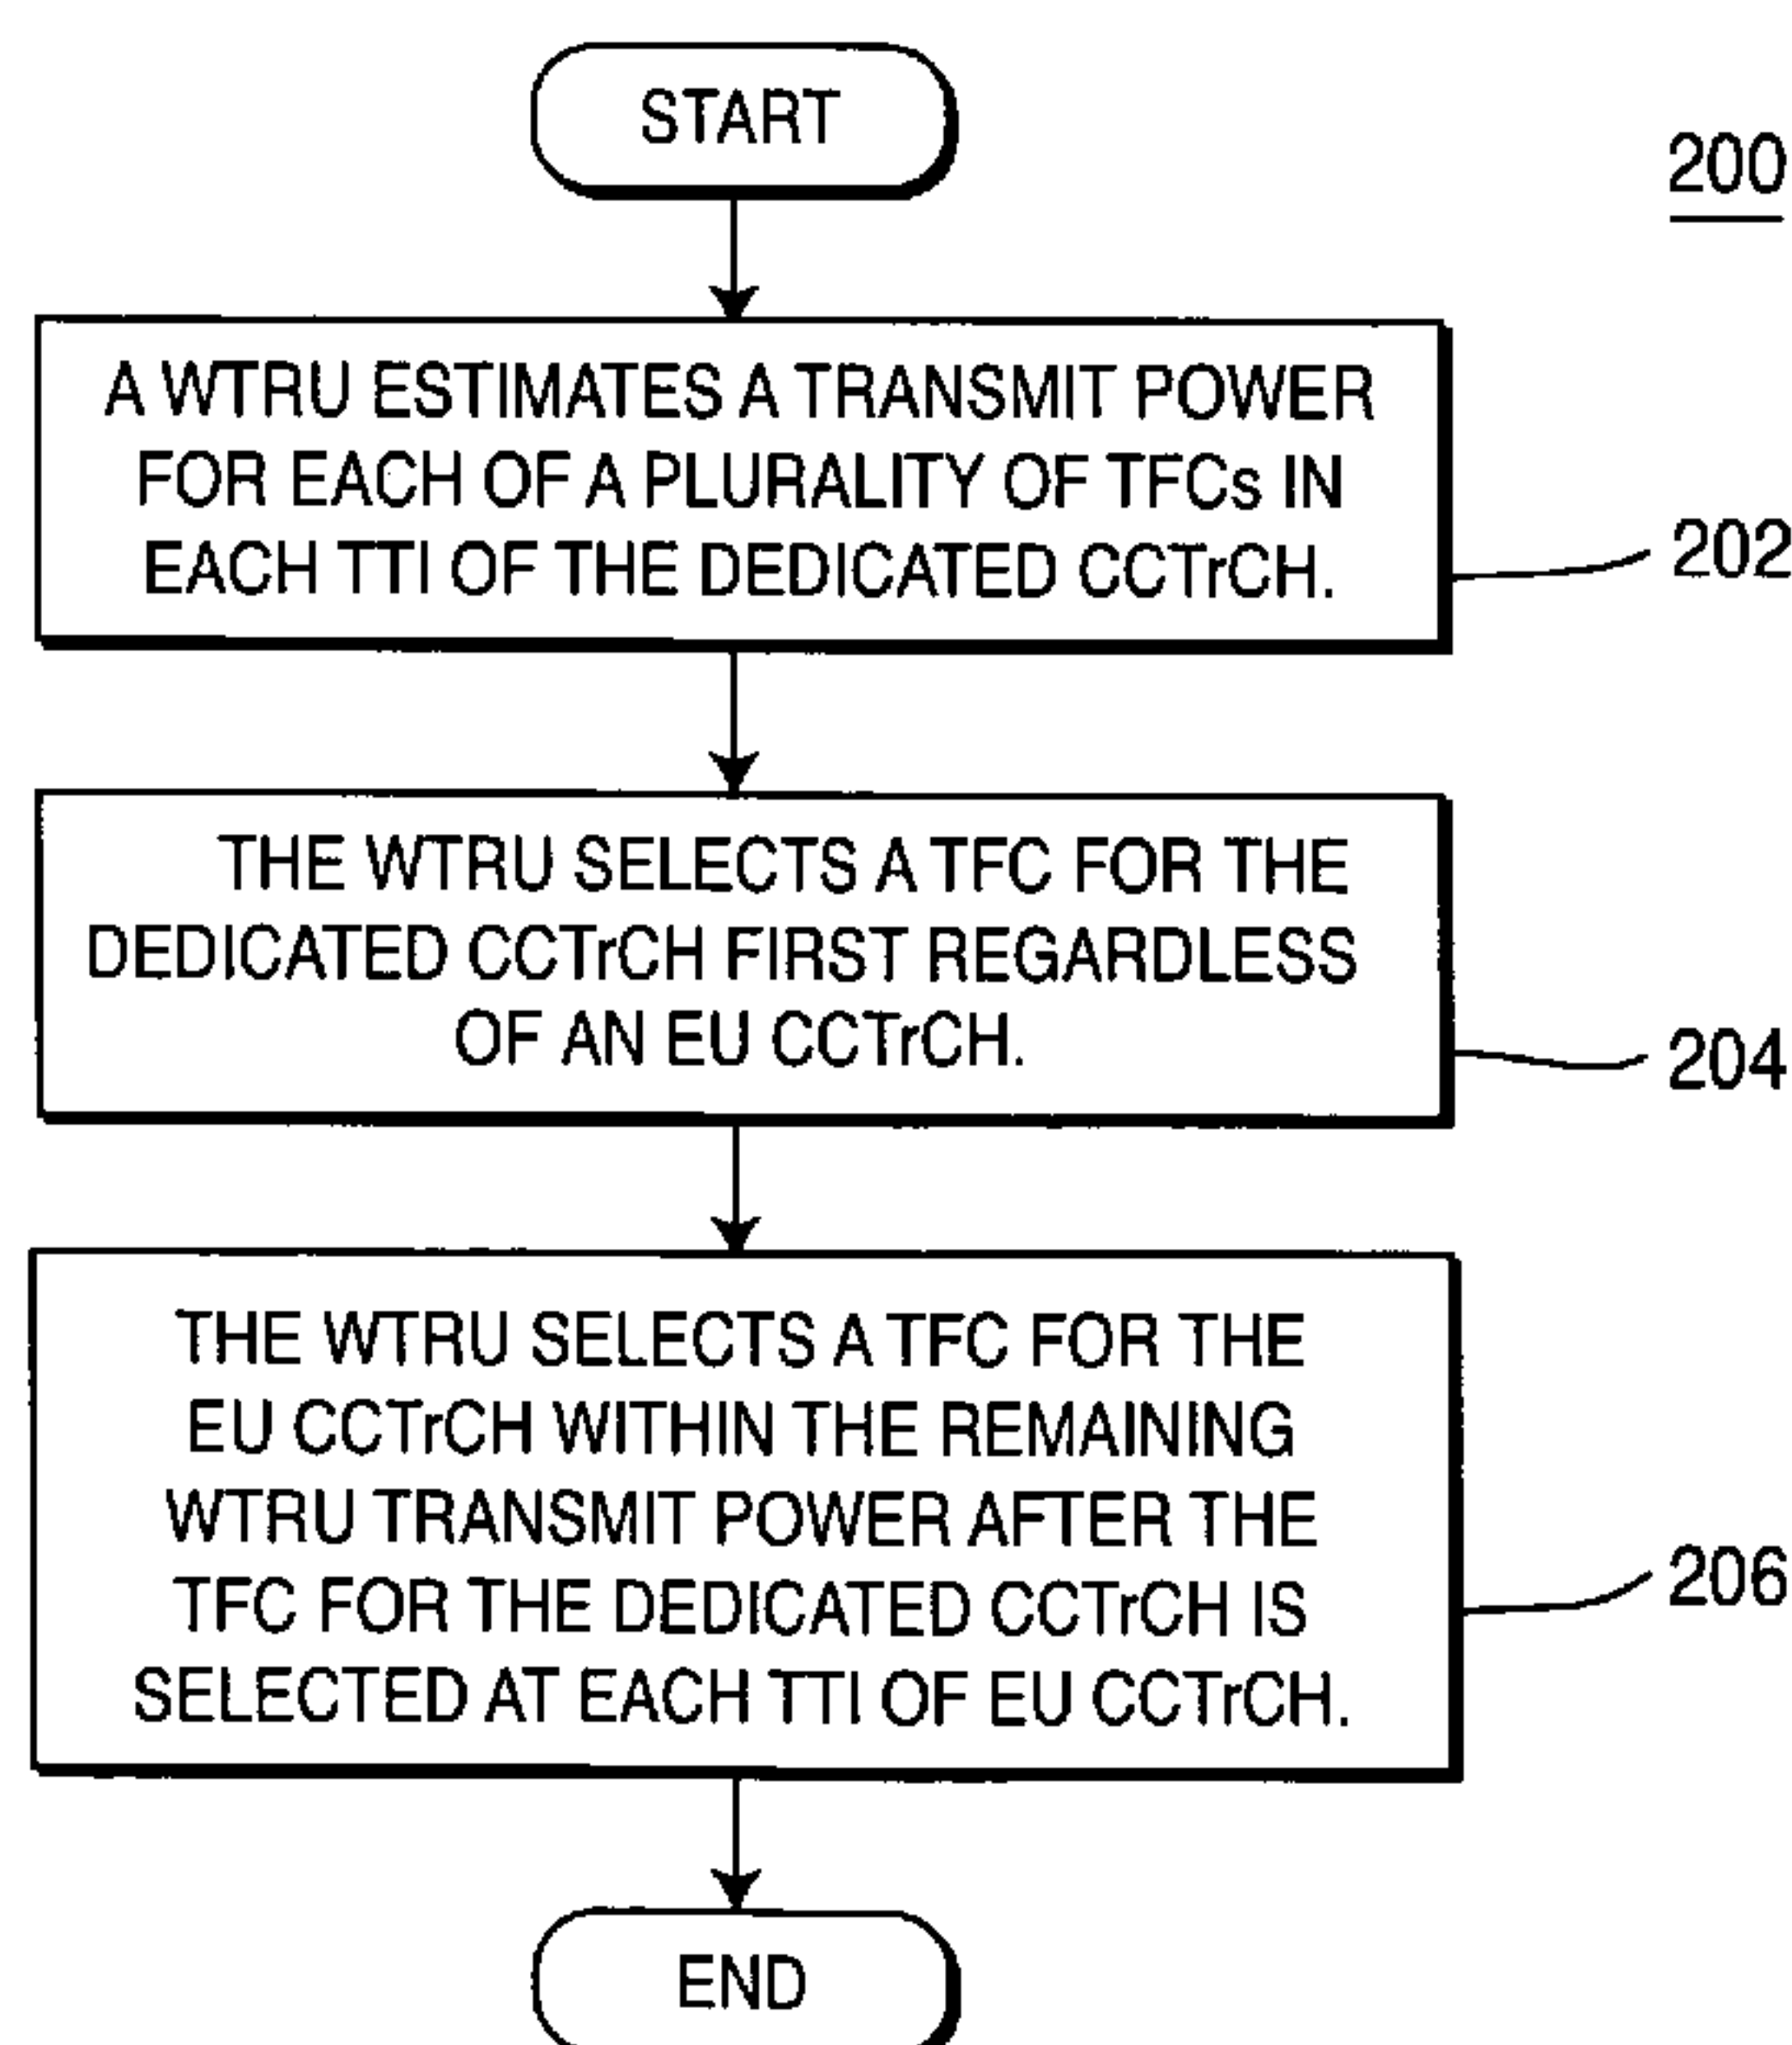 START
200
A WTRU ESTIMATES A TRANSMIT POWER
FOR EACH OF A PLURALITY OF TFCs IN
EACH TTI OF THE DEDICATED CCTrCH.
202
THE WTRU SELECTS A TFC FOR THE
DEDICATED CCTrCH FIRST REGARDLESS
OF AN EU CCTrCH.
204
THE WTRU SELECTS A TFC FOR THE
EU CCTrCH WITHIN THE REMAINING
WTRU TRANSMIT POWER AFTER THE
TFC FOR THE DEDICATED CCTrCH IS
SELECTED AT EACH TTI OF EU CCTrCH.
206
END